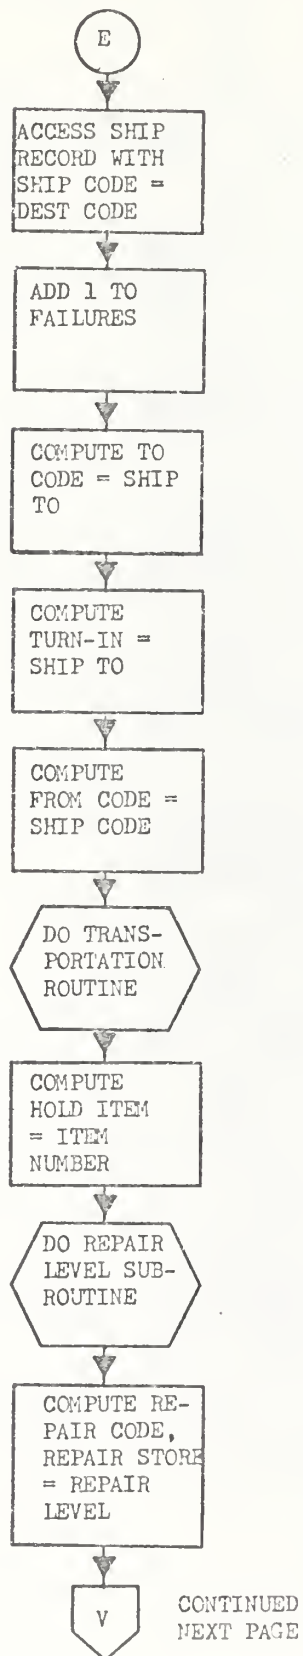 E
ACCESS SHIP
RECORD WITH
SHIP CODE =
DEST CODE
ADD 1 TO
FAILURES
COMPUTE TO
CODE = SHIP
TO
COMPUTE
TURN-IN =
SHIP TO
COMPUTE
FROM CODE =
SHIP CODE
DO TRANS-
PORTATION
ROUTINE
COMPUTE
HOLD ITEM
= ITEM
NUMBER
DO REPAIR
LEVEL SUB-
ROUTINE
COMPUTE RE-
PAIR CODE,
REPAIR STORE
= REPAIR
LEVEL
V
CONTINUED
NEXT PAGE